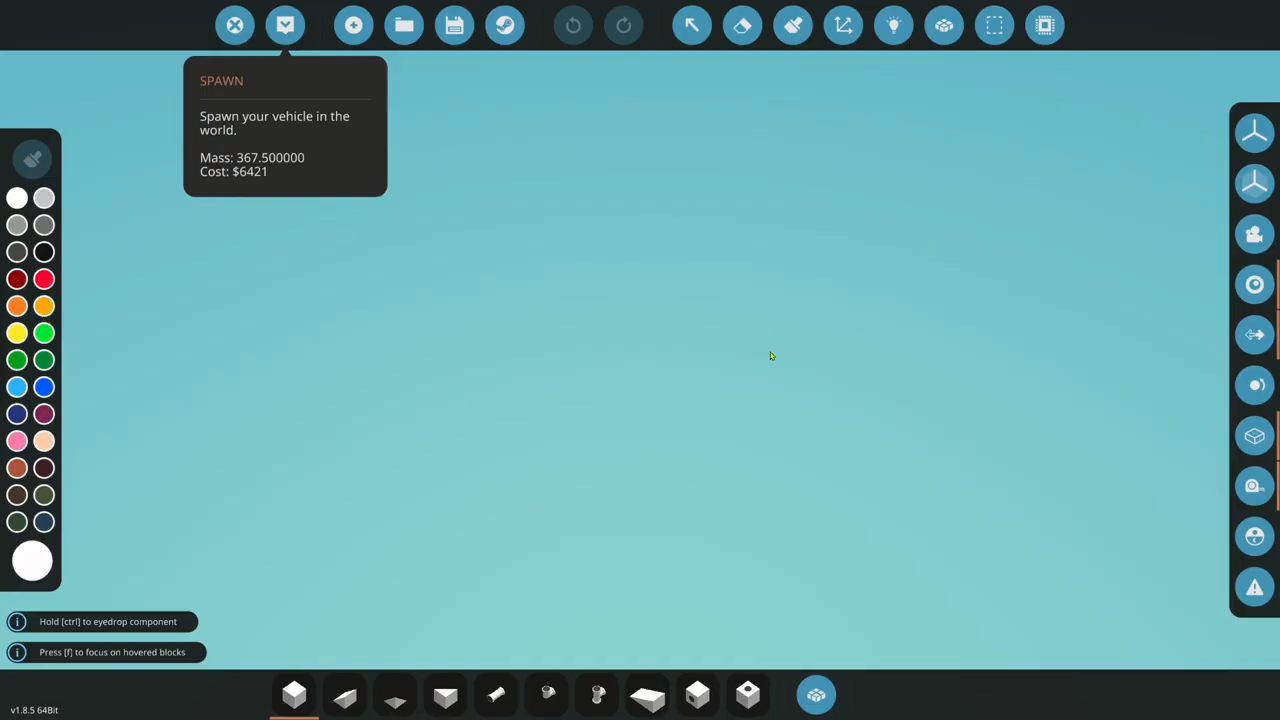 SPAWN
Spawn your vehicle in the
world.
Mass: 367.500000
Cost: $6421
Hold [ctrl] to eyedrop component
Press [f] to focus on hovered blocks
v1.8.5 64Bit